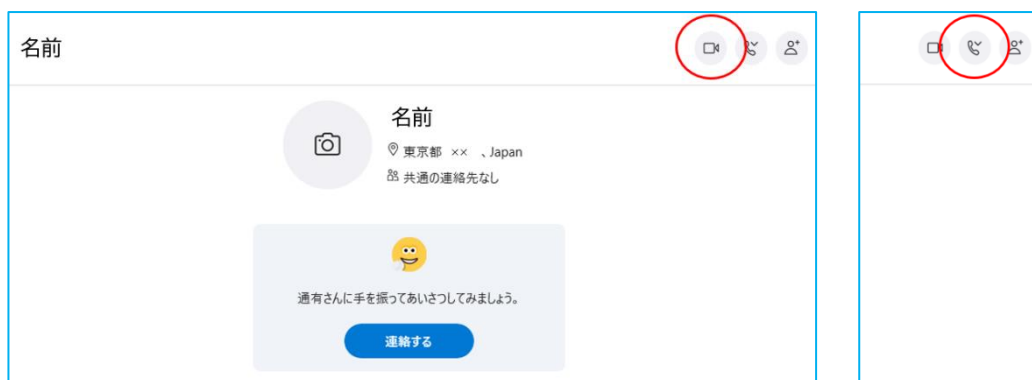 名前
名前
東京都 ×× 、Japan
共通の連絡先なし
通有さんに手を振ってあいさつしてみましょう。
連絡する